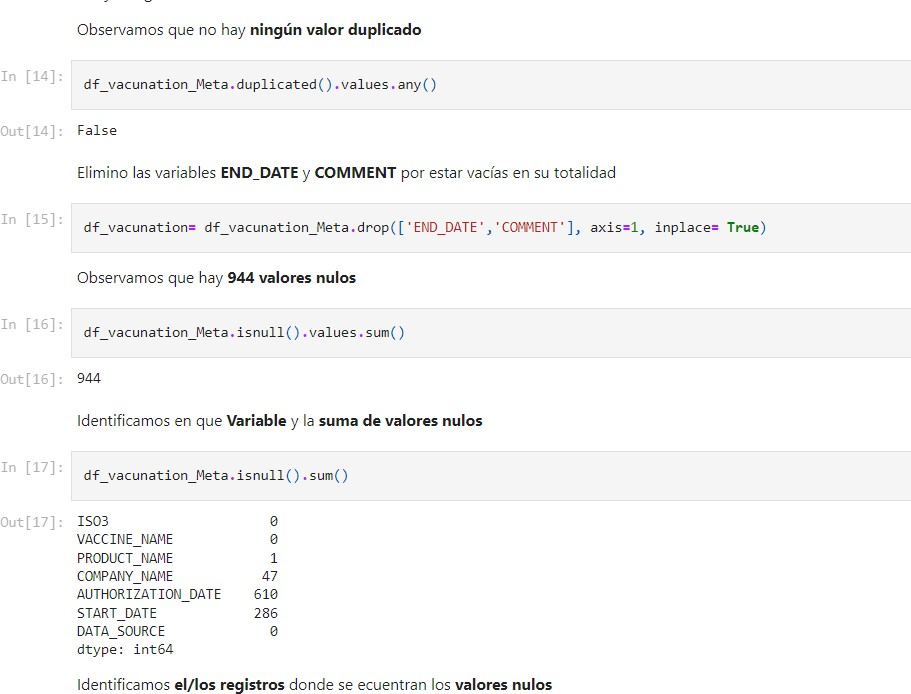 Observamos que no hay ningún valor duplicado
In [14]: df_vacunation_Meta.duplicated().values.any()
Out[14]: False
Elimino las variables END_DATE y COMMENT por estar vacías en su totalidad
In [15]: df_vacunation= df_vacunation_Meta.drop(['END_DATE','COMMENT'], axis=1, inplace= True)
Observamos que hay 944 valores nulos
In [16]: df_vacunation_Meta.isnull().values.sum()
Out[16]: 944
Identificamos en que Variable y la suma de valores nulos
In [17]: df_vacunation_Meta.isnull().sum()
Out[17]: ISO3 0
VACCINE_NAME 0
PRODUCT_NAME 1
COMPANY_NAME 47
AUTHORIZATION_DATE 610
START_DATE 286
DATA_SOURCE 0
dtype: int64
Identificamos el/los registros donde se ecuentran los valores nulos